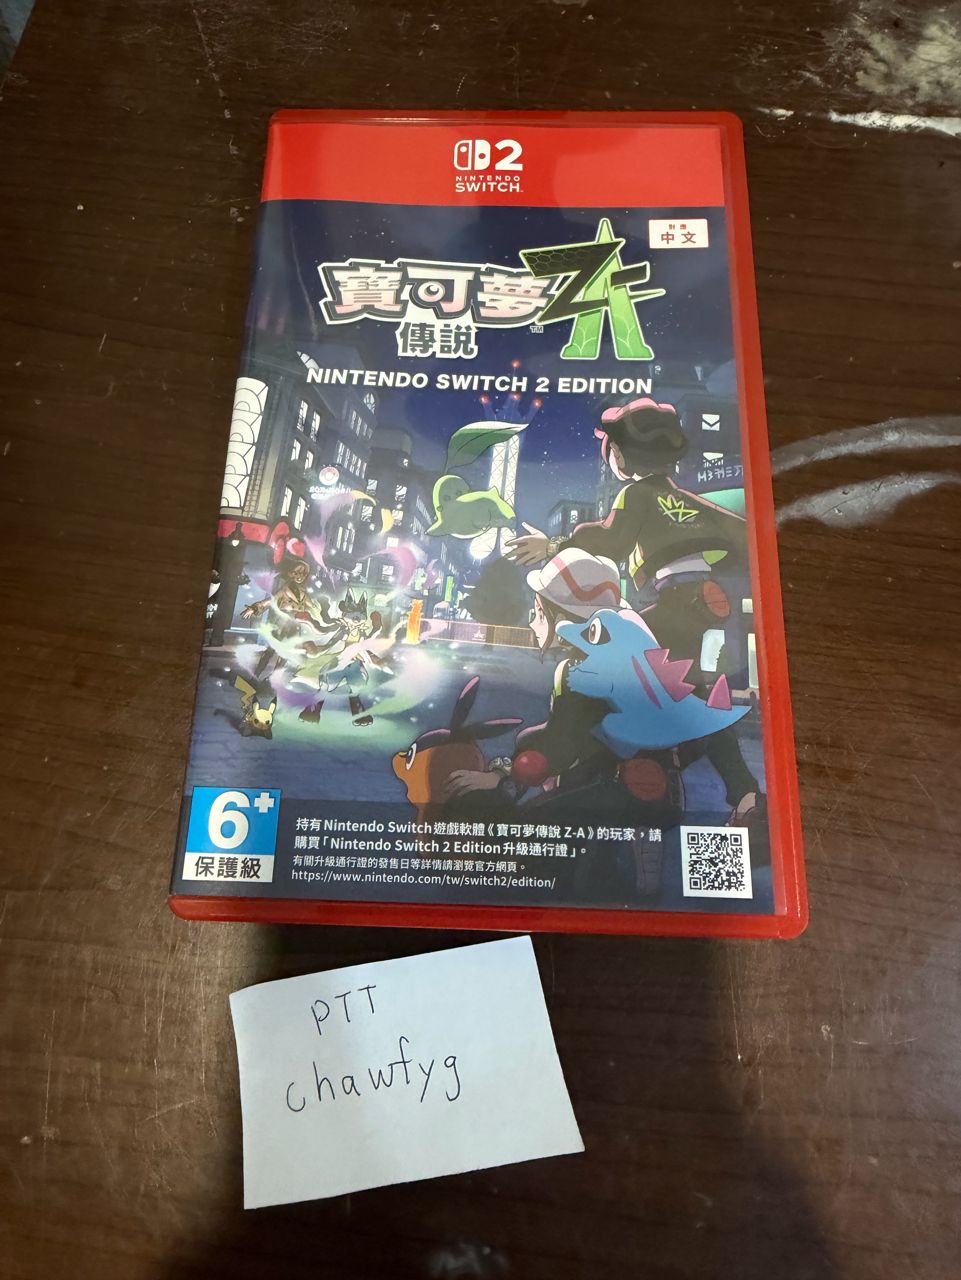 2
NINTENDO
SWITCH™
對應
中文
寶可夢
ZA
™
傳說
NINTENDO SWITCH 2 EDITION
6+
保護級
持有Nintendo Switch遊戲軟體《寶可夢傳說 Z-A》的玩家，請
購買「Nintendo Switch 2 Edition升級通行證」。
有關升級通行證的發售日等詳情請瀏覽官方網頁。
https://www.nintendo.com/tw/switch2/edition/
PTT
chawfyg